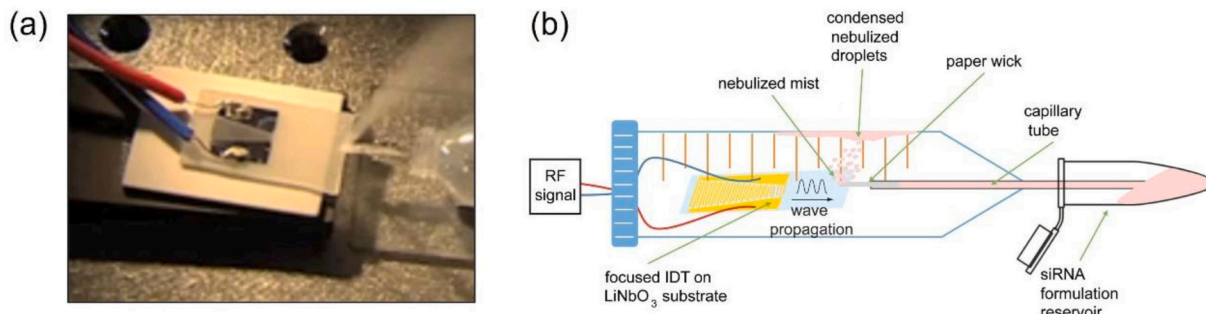 (a)
(b)
condensed
nebulized
droplets
nebulized mist
paper wick
capillary
tube
RF
signal
wave
propagation
focused IDT on
LiNbO₃ substrate
siRNA
formulation
reservoir